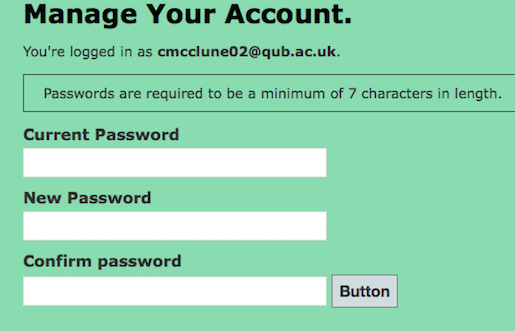 Manage Your Account.
You're logged in as cmcclune02@qub.ac.uk.
Passwords are required to be a minimum of 7 characters in length.
Current Password
New Password
Confirm password
Button